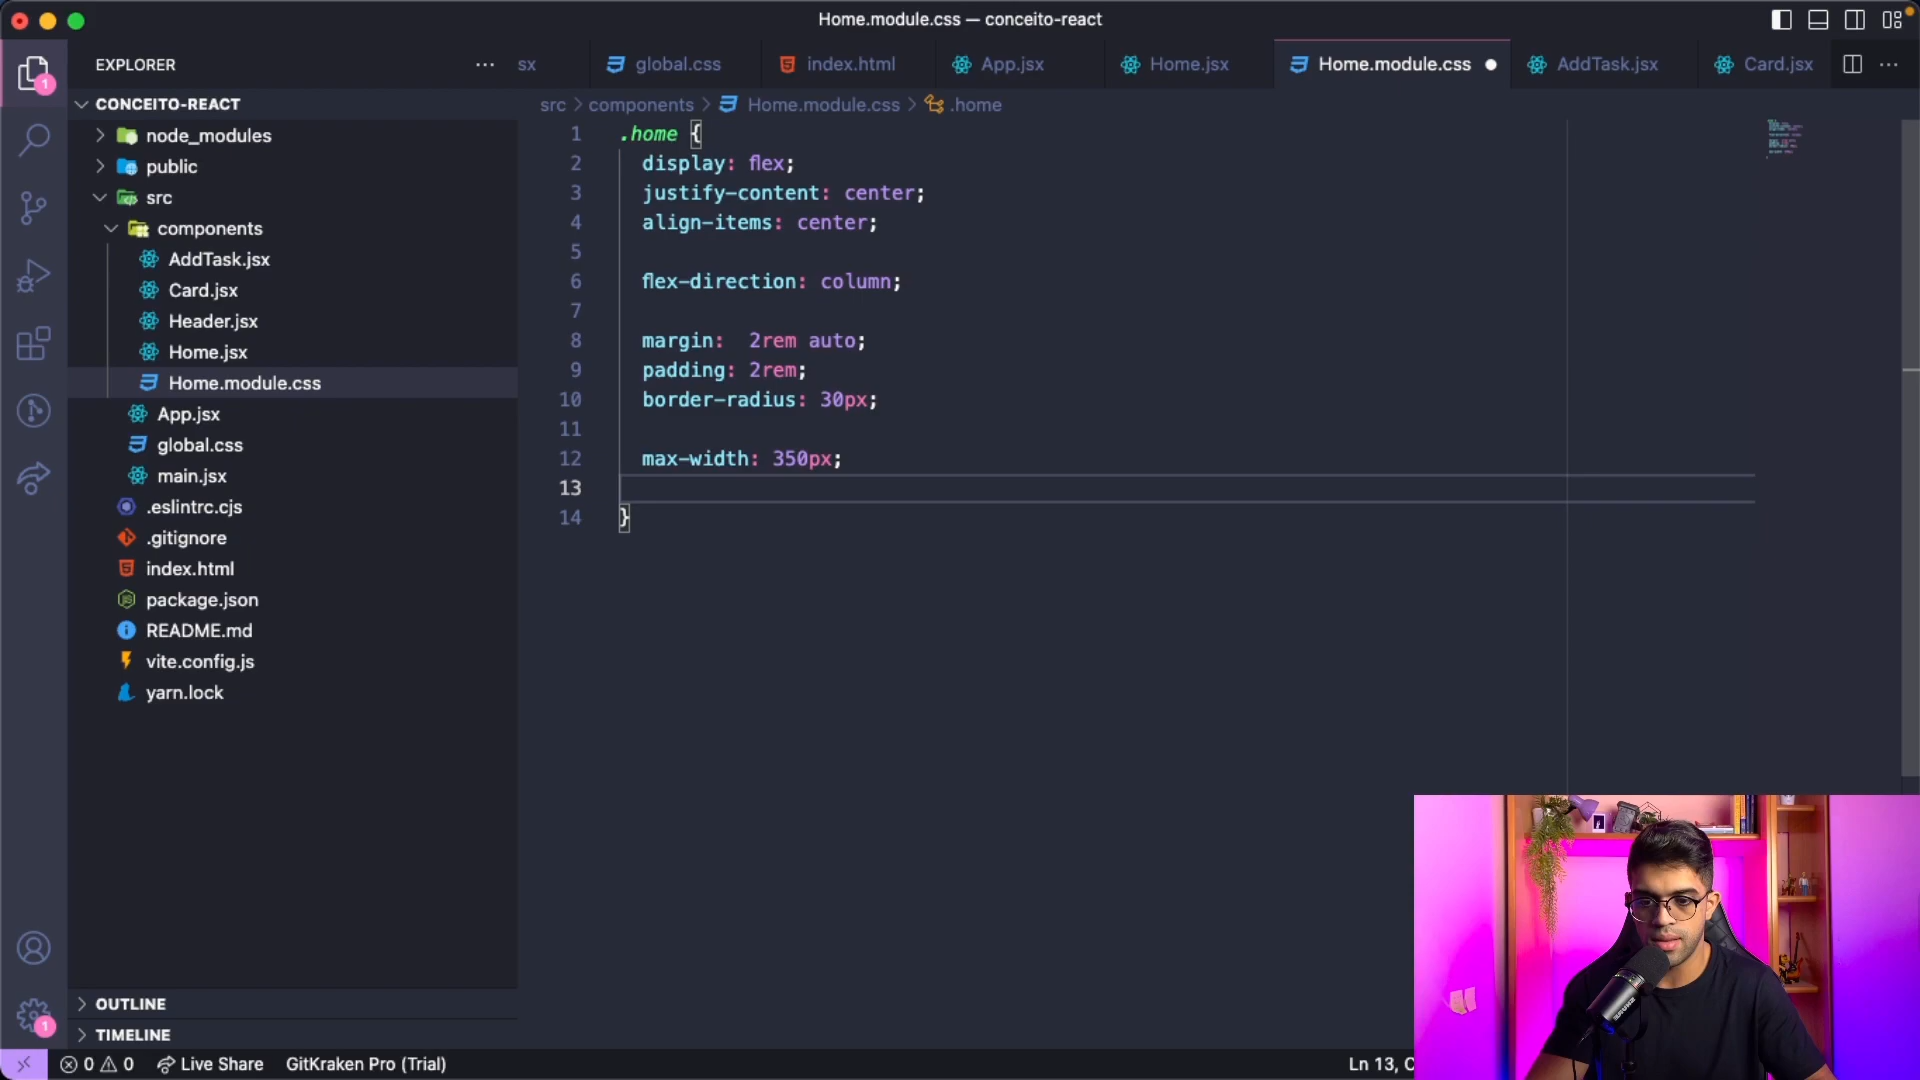 Home.module.css — conceito-react
EXPLORER
sx
global.css
index.html
App.jsx
Home.jsx
Home.module.css
AddTask.jsx
Card.jsx
CONCEITO-REACT
src
components
Home.module.css
.home
node_modules
public
src
components
AddTask.jsx
Card.jsx
Header.jsx
Home.jsx
Home.module.css
App.jsx
global.css
main.jsx
.eslintrc.cjs
.gitignore
index.html
package.json
README.md
vite.config.js
yarn.lock
1 .home {
2 display: flex;
3 justify-content: center;
4 align-items: center;
5
6 flex-direction: column;
7
8 margin:  2rem auto;
9 padding: 2rem;
10 border-radius: 30px;
11
12 max-width: 350px;
13
14 }
1
OUTLINE
1
TIMELINE
0 0 Live Share GitKraken Pro (Trial)
Ln 13, C